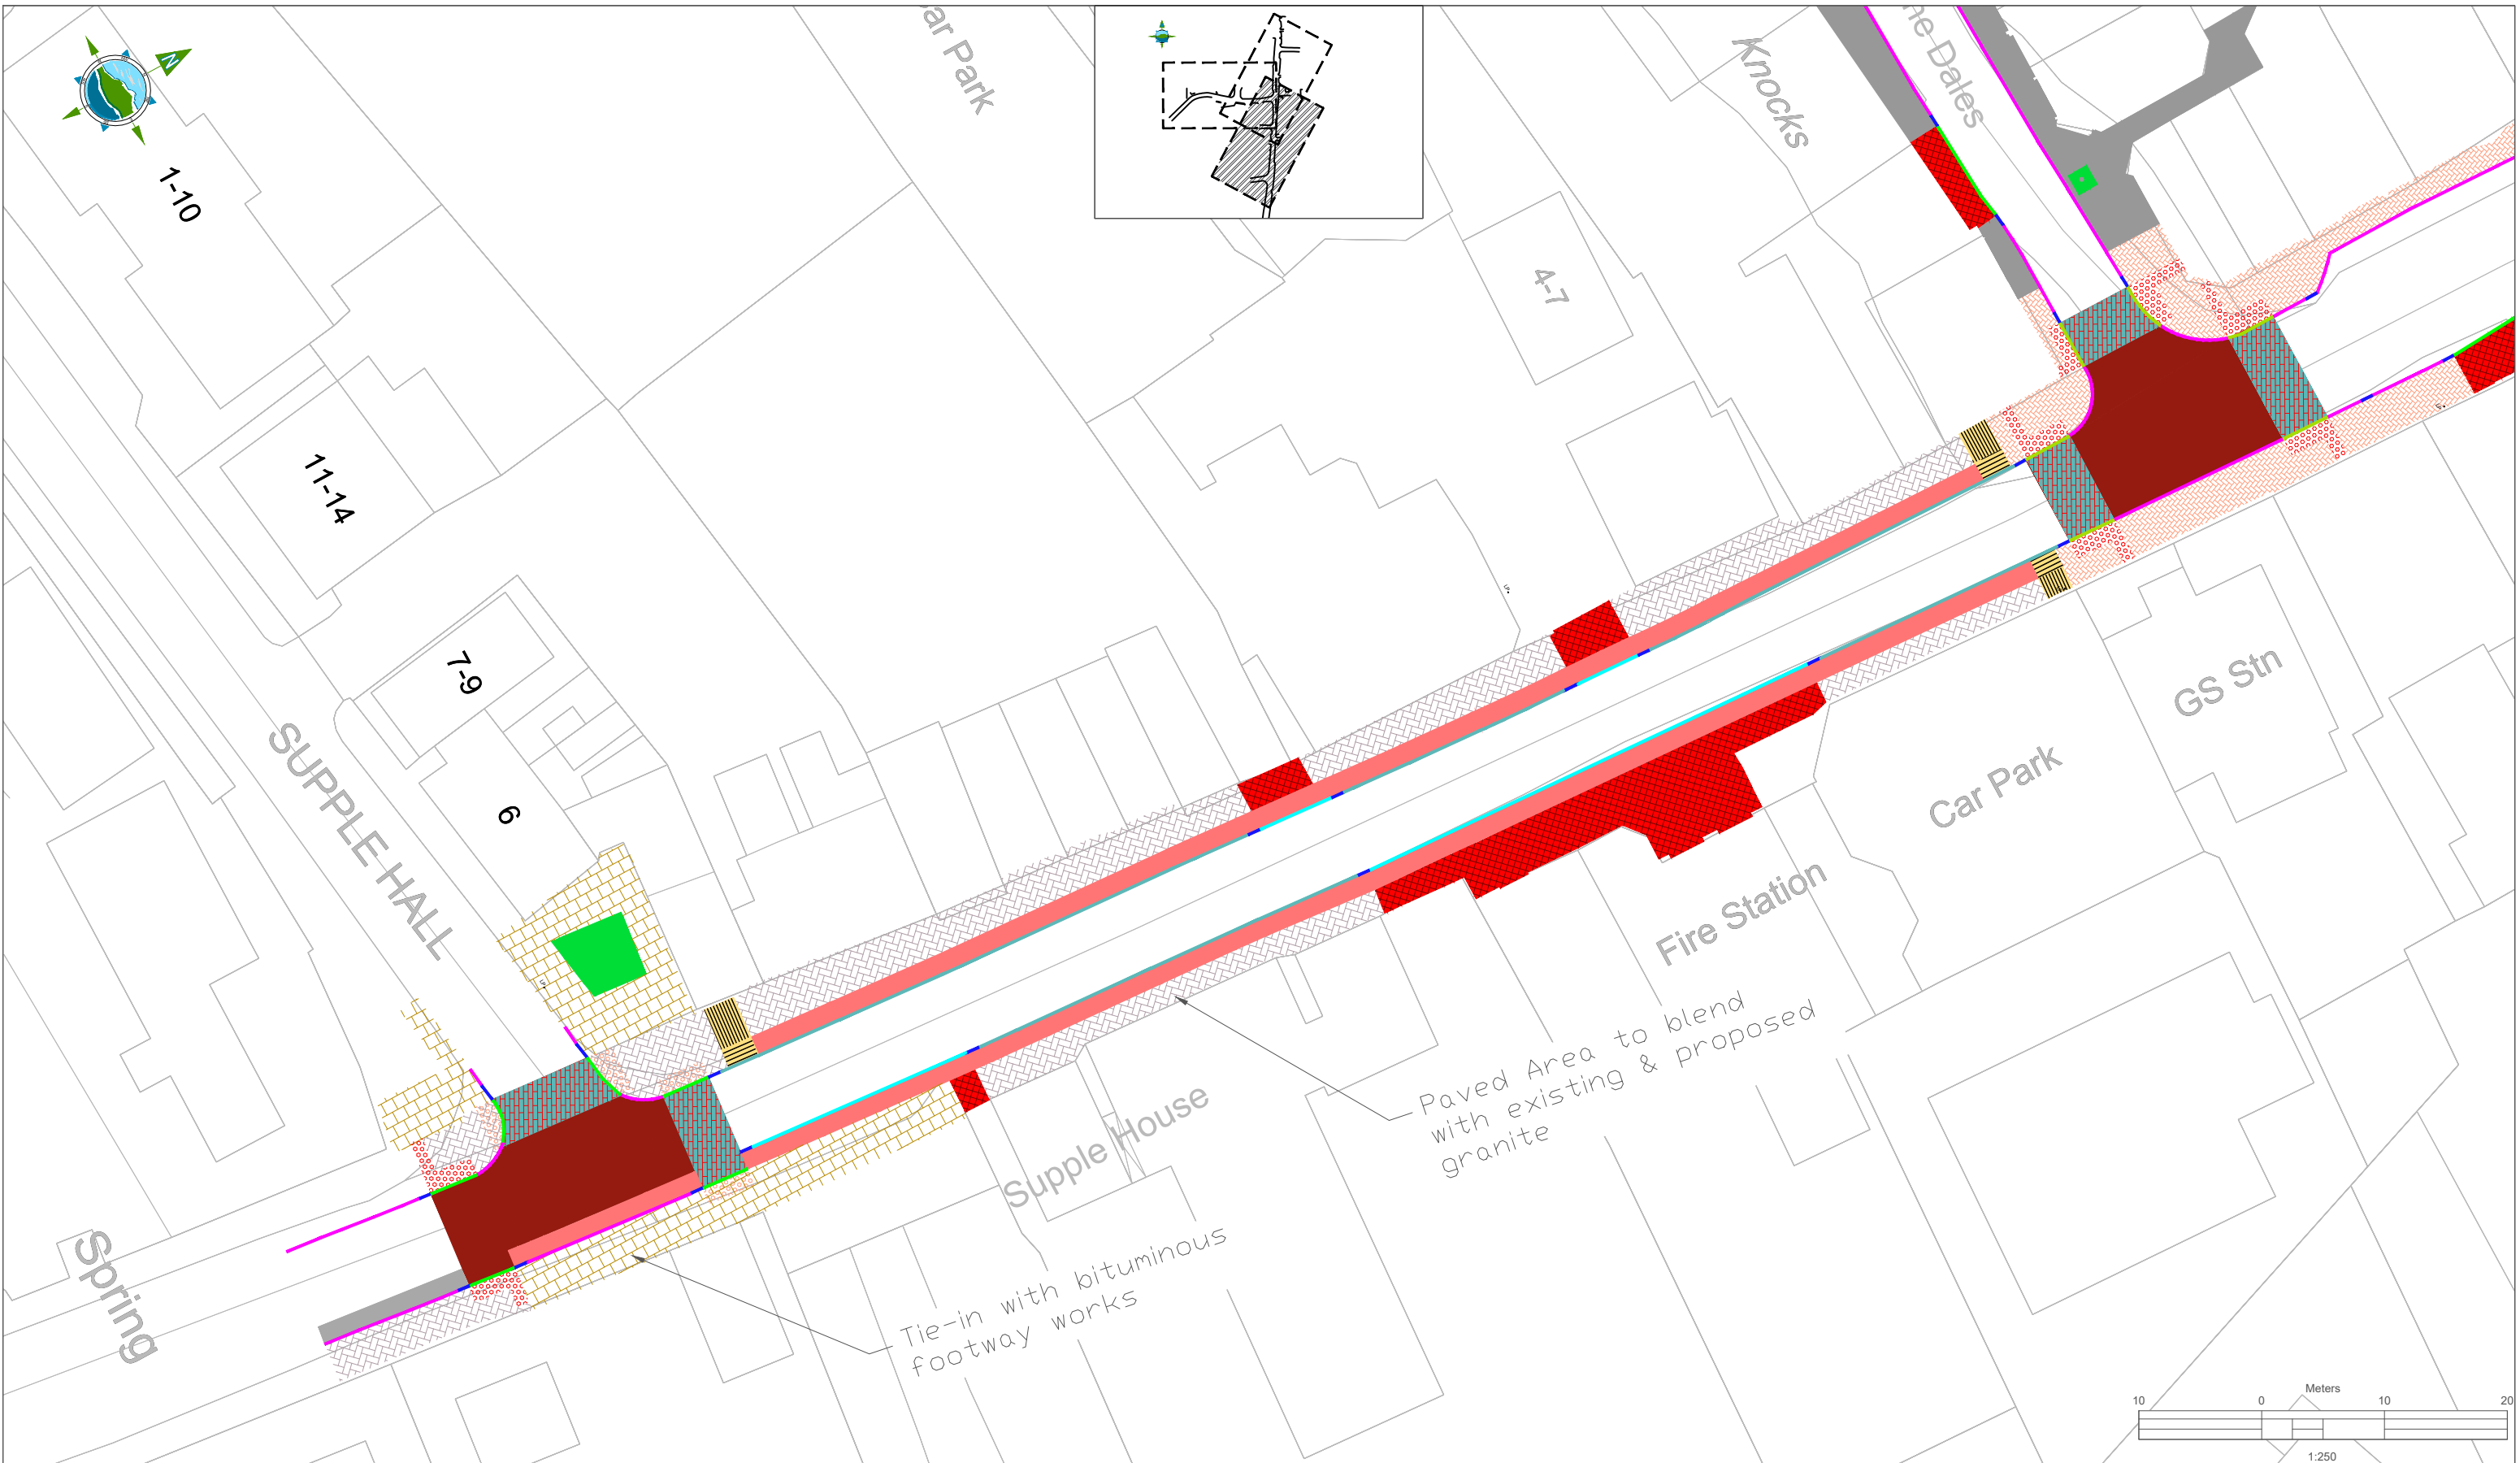 N
ar Park
Knocks
he Dales
1-10
4-7
11-14
7-9
6
SUPPLE HALL
GS Stn
Car Park
Fire Station
Supple House
Paved Area to blend
with existing & proposed
granite
Tie-in with bituminous
footway works
Spring
Meters
10 0 10 20
1:250